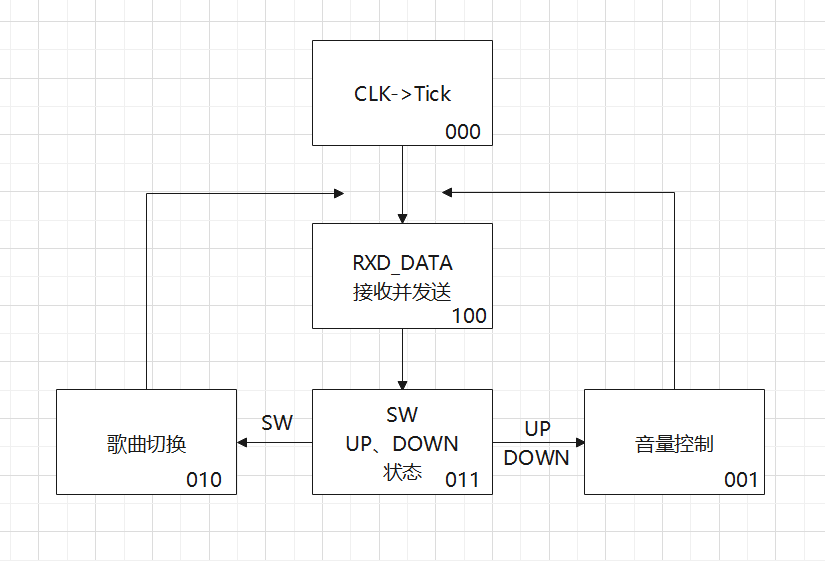 CLK->Tick
000
RXD_DATA
接收并发送
100
歌曲切换
010
SW
SW
UP、DOWN
状态
011
UP
DOWN
音量控制
001